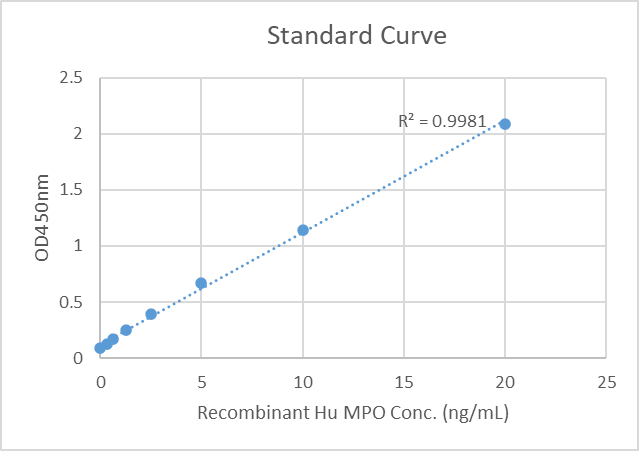 Standard Curve
2.5
2
1.5
1
0.5
0
R² = 0.9981
OD450nm
0 5 10 15 20 25
Recombinant Hu MPO Conc. (ng/mL)